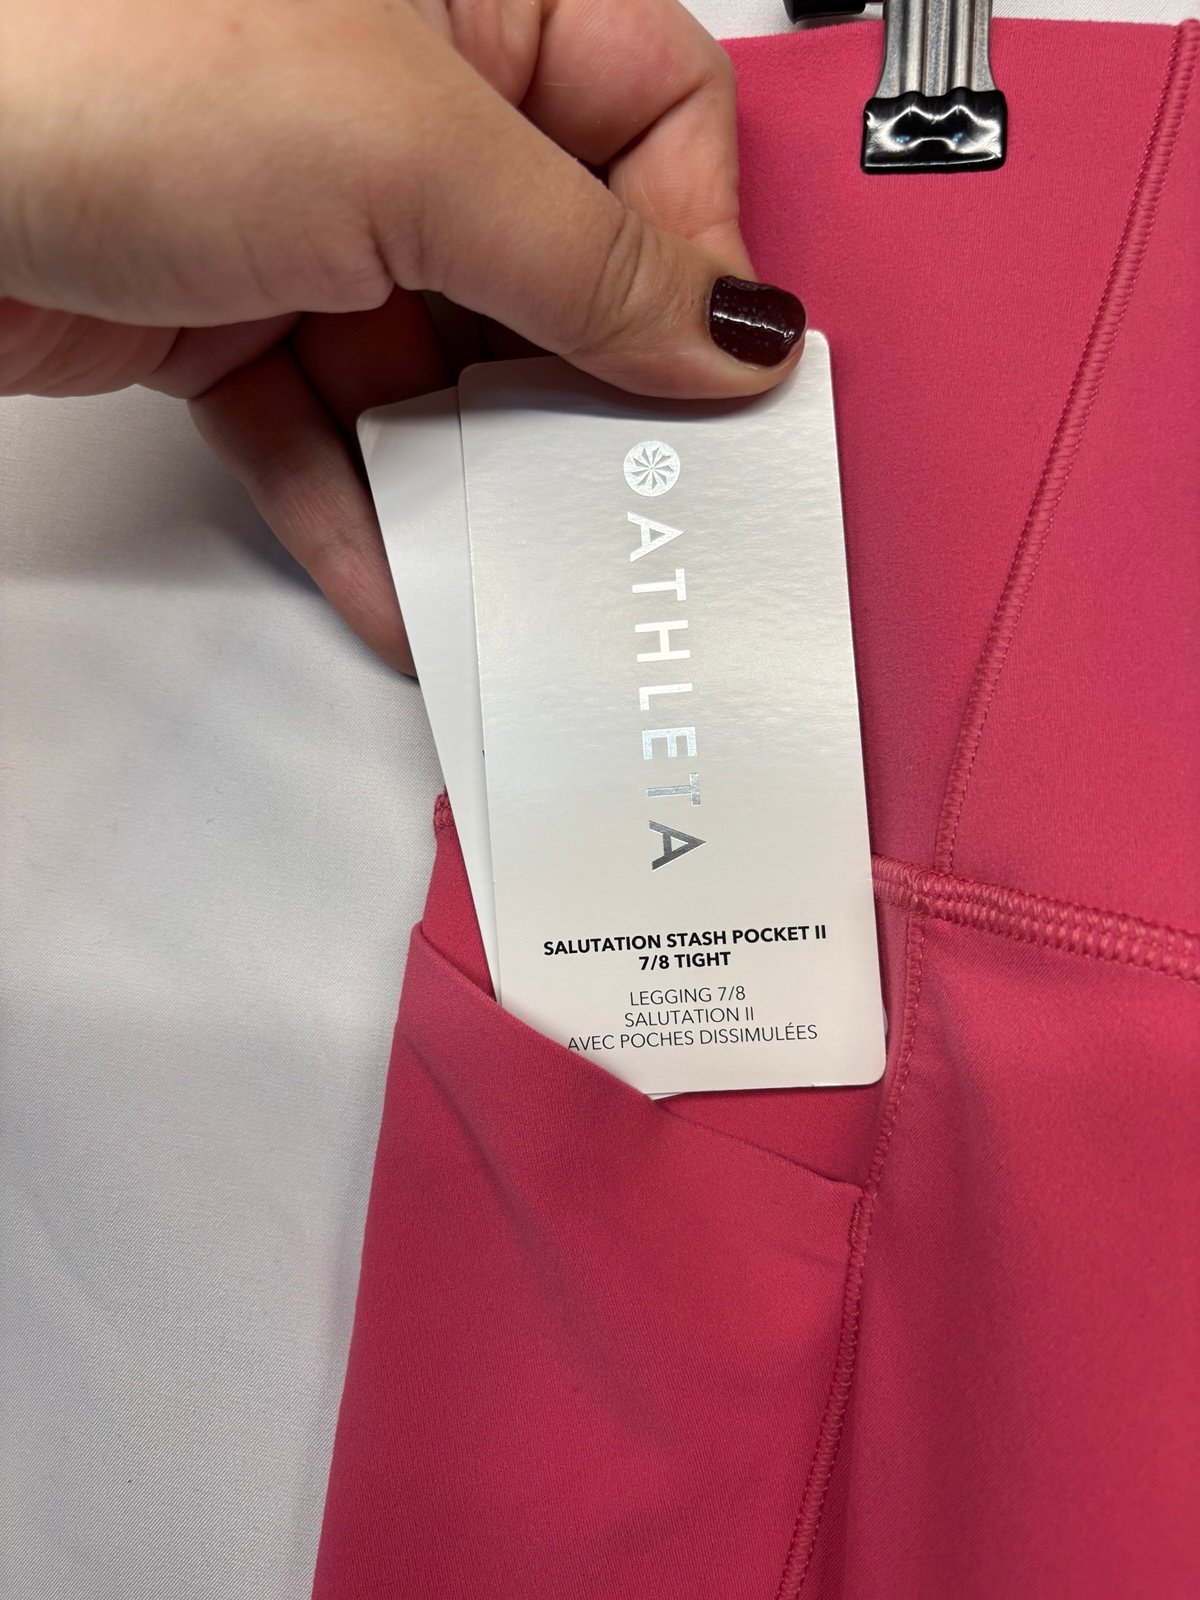 ATHLETA
SALUTATION STASH POCKET II
7/8 TIGHT
LEGGING 7/8
SALUTATION II
AVEC POCHES DISSIMULÉES